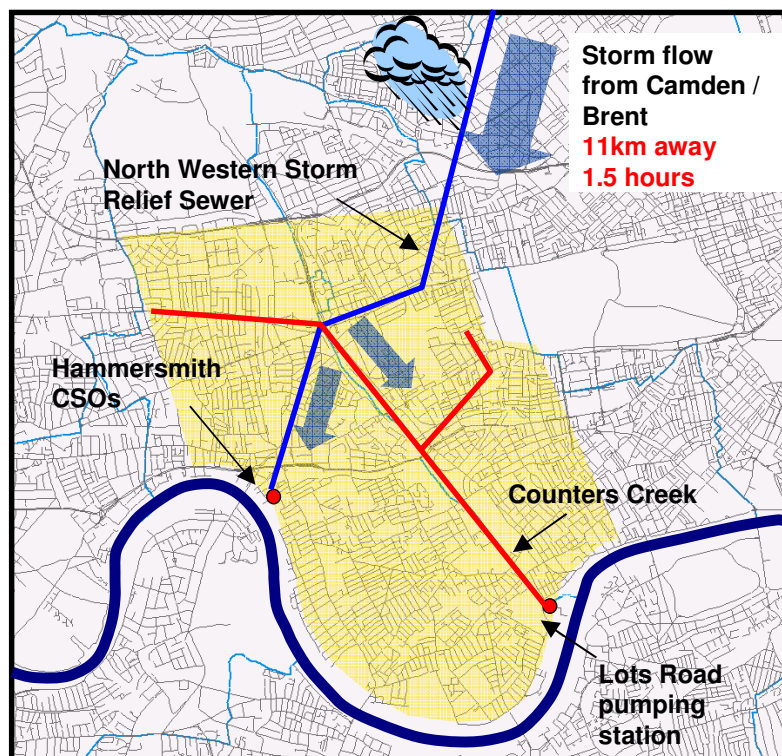 Storm flow
from Camden /
Brent
11km away
1.5 hours
North Western Storm
Relief Sewer
Hammersmith
CSOs
Counters Creek
Lots Road
pumping
station